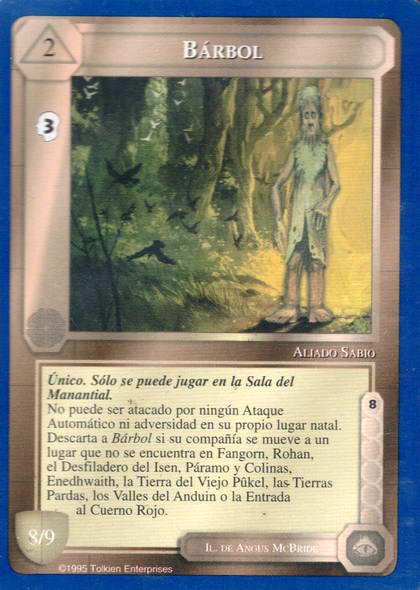 2
BÁRBOL
3
ALIADO SABIO
Único. Sólo se puede jugar en la Sala del
Manantial.
No puede ser atacado por ningún Ataque
Automático ni adversidad en su propio lugar natal.
Descarta a Bárbol si su compañía se mueve a un
lugar que no se encuentra en Fangorn, Rohan,
el Desfiladero del Isen, Páramo y Colinas,
Enedhwaith, la Tierra del Viejo Pûkel, las Tierras
Pardas, los Valles del Anduin o la Entrada
al Cuerno Rojo.
8
8/9
IL. DE ANGUS MCBRIDE
©1995 Tolkien Enterprises